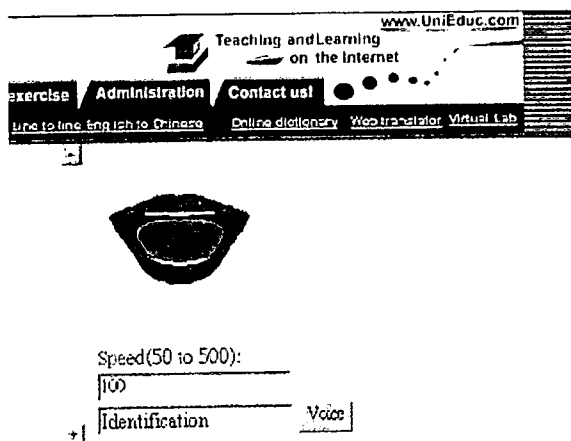 www.UniEduc.com
Teaching and Learning
on the Internet
exercise Administration Contact us!
Line to line English to Chinese Online dictionary Web translator Virtual Lab
Speed(50 to 500):
100
Identification Voice